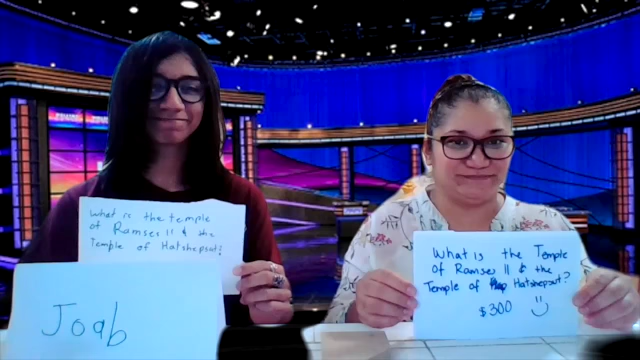 What is the temple
of Ramses II & the
Temple of Hatshepsut?
Joab
What is the Temple
of Ramses II & the
Temple of Hatshepsut?
$300